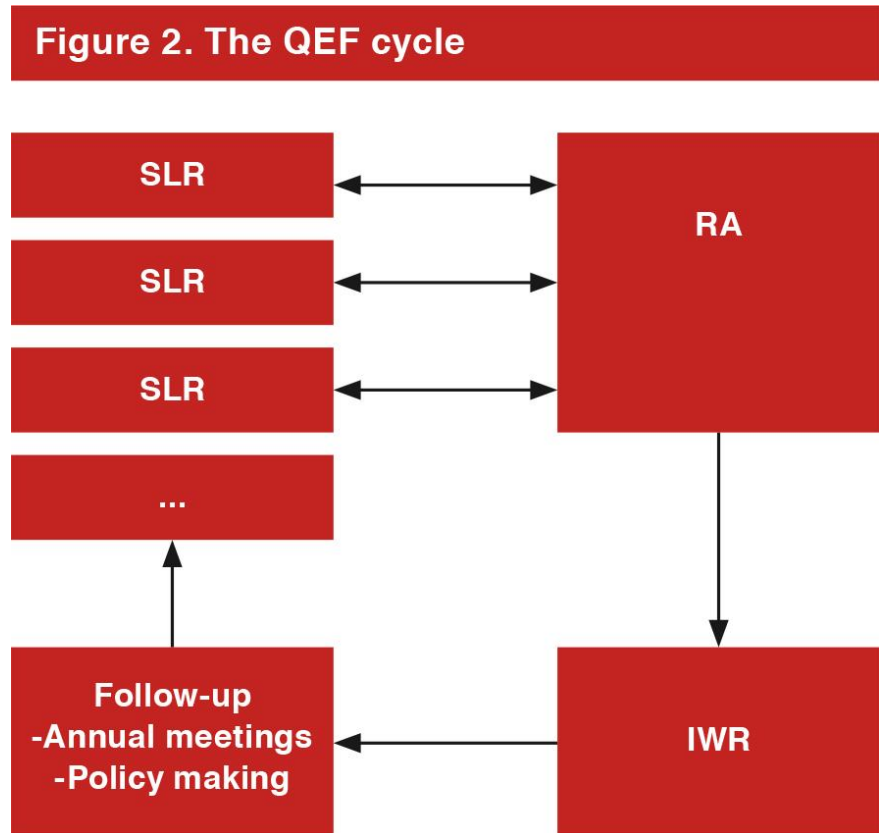 Figure 2. The QEF cycle
SLR
RA
SLR
SLR
...
Follow-up
-Annual meetings
-Policy making
IWR